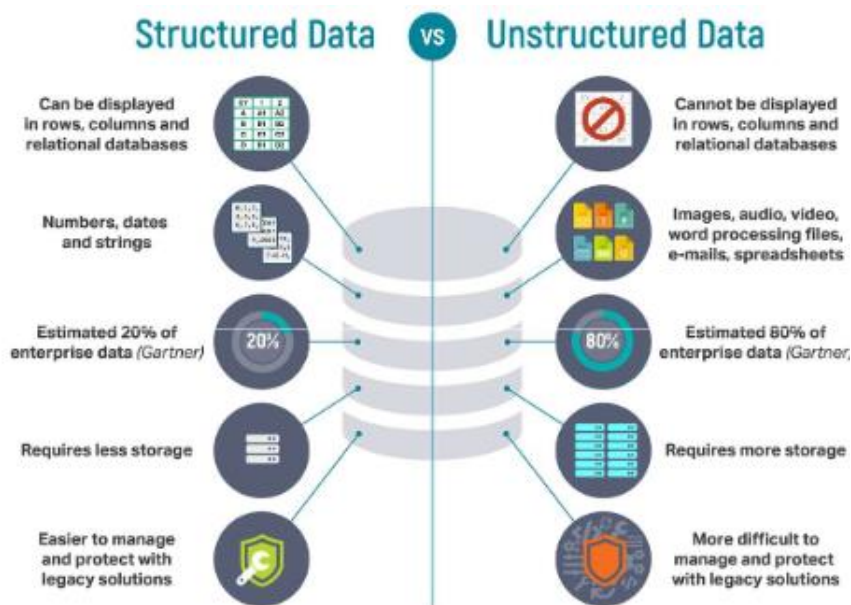 Structured Data
VS
Unstructured Data
Can be displayed
in rows, columns and
relational databases
Cannot be displayed
in rows, columns and
relational databases
Numbers, dates
and strings
Images, audio, video,
word processing files,
e-mails, spreadsheets
Estimated 20% of
enterprise data (Gartner)
20%
80%
Estimated 80% of
enterprise data (Gartner
Requires less storage
Requires more storage
Easier to manage
and protect with
legacy solutions
More difficult to
manage and protect
with legacy solutions